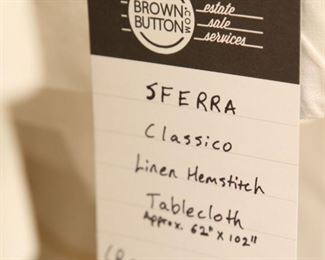 BROWN
BUTTON
.COM
estate
sale
services
SFERRA
Classico
Linen Hemstitch
Tablecloth
Approx. 62" x 102"